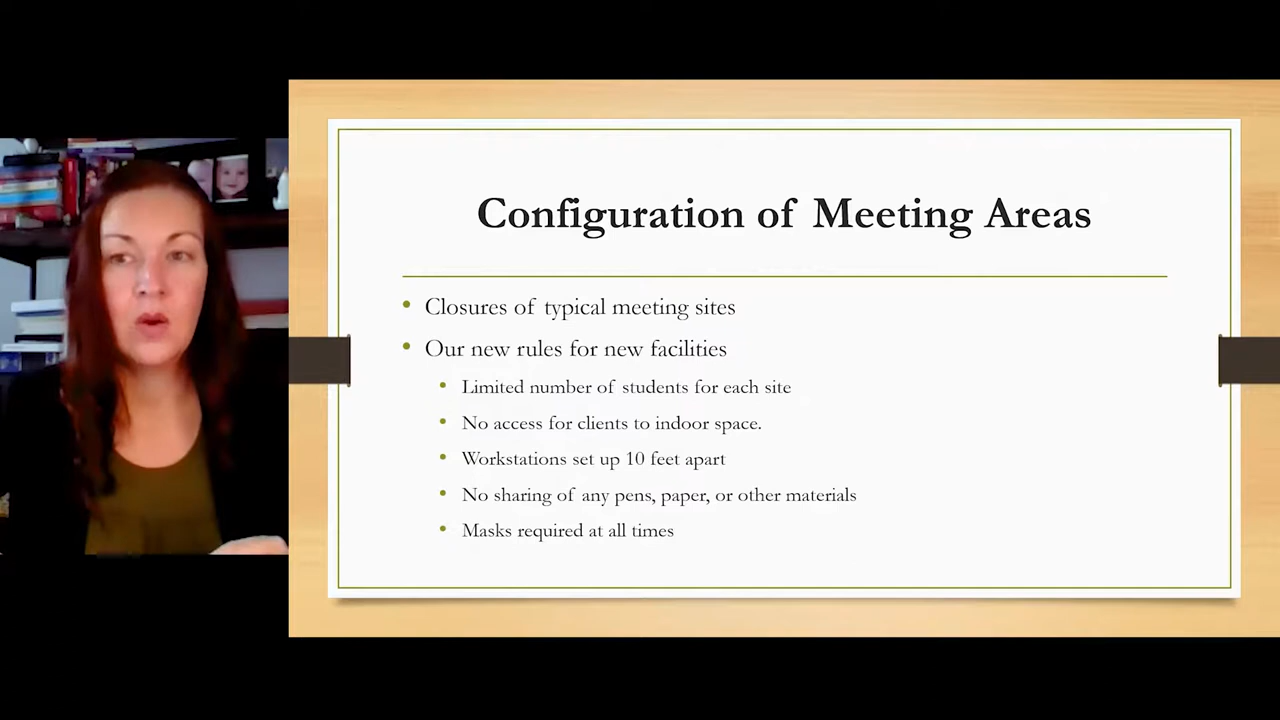 Configuration of Meeting Areas
Closures of typical meeting sites
Our new rules for new facilities
Limited number of students for each site
No access for clients to indoor space.
Workstations set up 10 feet apart
No sharing of any pens, paper, or other materials
Masks required at all times